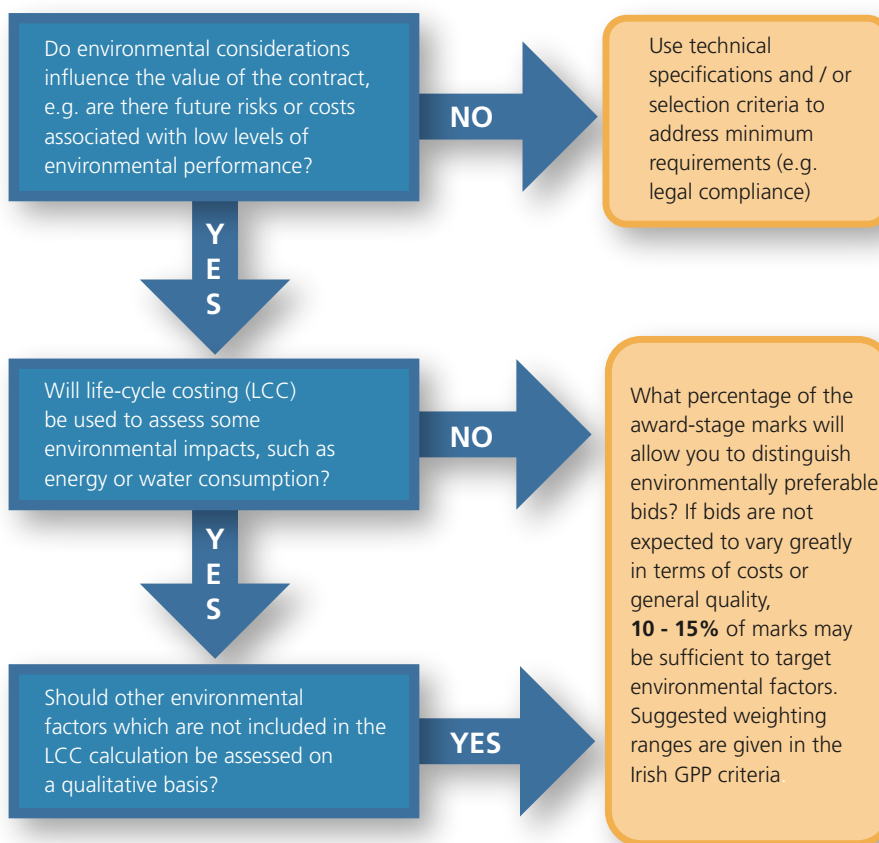 Do environmental considerations
influence the value of the contract,
e.g. are there future risks or costs
associated with low levels of
environmental performance?
NO
Use technical
specifications and / or
selection criteria to
address minimum
requirements (e.g.
legal compliance)
Y
E
S
Will life-cycle costing (LCC)
be used to assess some
environmental impacts, such as
energy or water consumption?
NO
What percentage of the
award-stage marks will
allow you to distinguish
environmentally preferable
bids? If bids are not
expected to vary greatly
in terms of costs or
general quality,
10 - 15% of marks may
be sufficient to target
environmental factors.
Suggested weighting
ranges are given in the
Irish GPP criteria.
Y
E
S
Should other environmental
factors which are not included in the
LCC calculation be assessed on
a qualitative basis?
YES